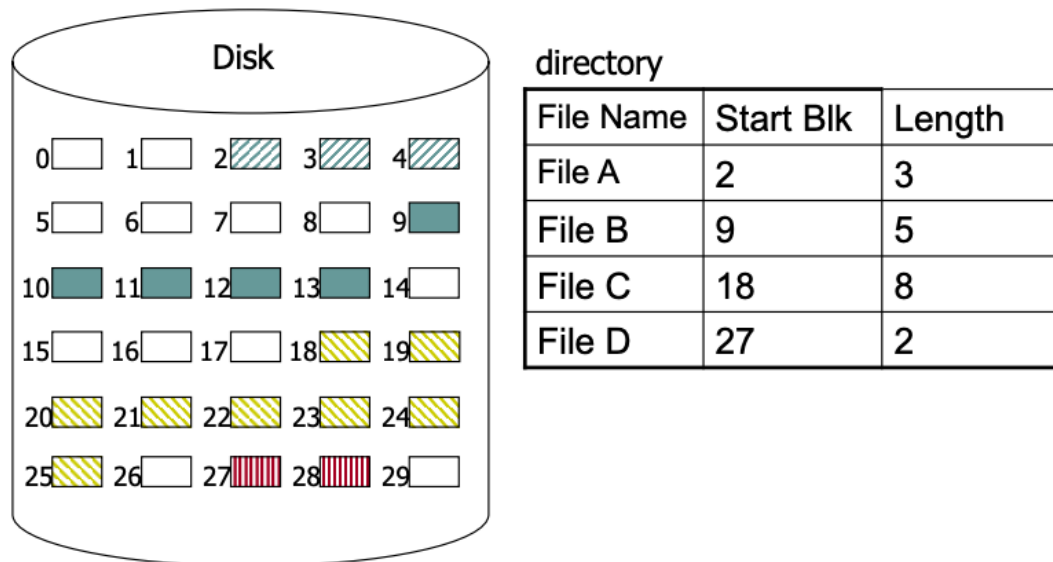 Disk
0 1 2 3 4
5 6 7 8 9
10 11 12 13 14
15 16 17 18 19
20 21 22 23 24
25 26 27 28 29
directory
File Name Start Blk Length
File A 2 3
File B 9 5
File C 18 8
File D 27 2